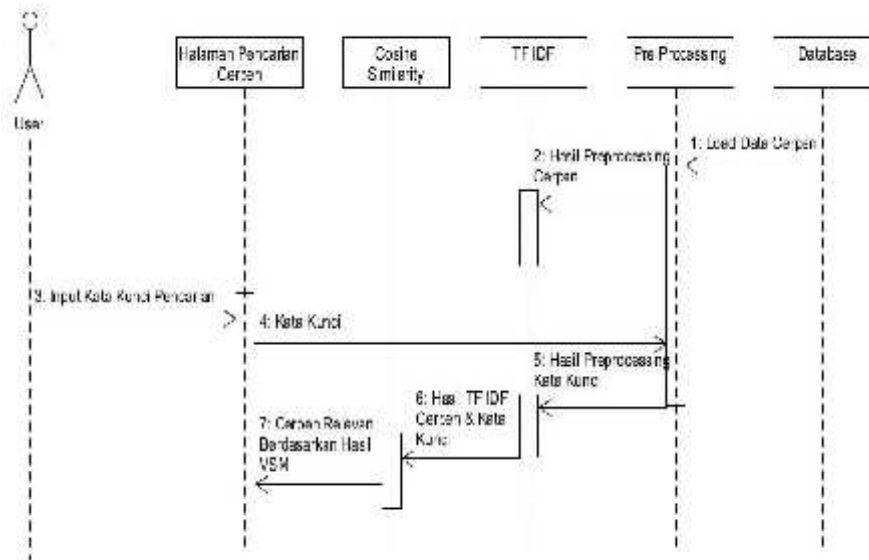 Halaman Pencarian
Cerpen
Cosine
Similarity
TF IDF
Pre Processing
Database
User
1: Load Data Cerpan
2: Hasil Preprocessing
Cerpan
3: Input Kata Kunci Pencarian
4: Kata Kunci
5: Hasil Preprocessing
Kata Kunci
6: Hasil TF IDF
Cerpen & Kata
Kunci
7: Cerpen Relevan
Berdasarkan Hasil
VSM